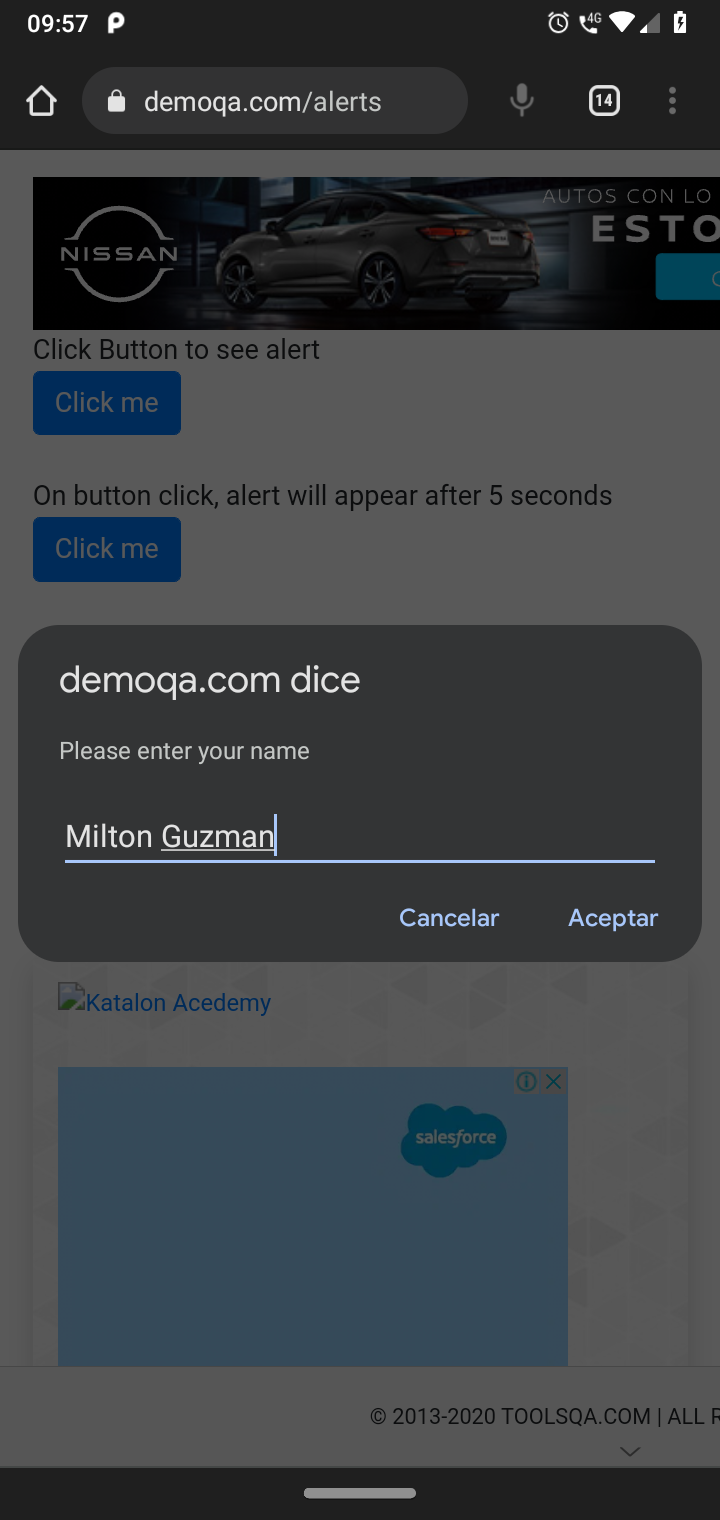 09:57
4G
demoqa.com/alerts
14
NISSAN
AUTOS CON LO
ESTO
Click Button to see alert
Click me
On button click, alert will appear after 5 seconds
Click me
demoqa.com dice
Please enter your name
Milton Guzman
Cancelar
Aceptar
Katalon Acedemy
salesforce
© 2013-2020 TOOLSQA.COM | ALL R